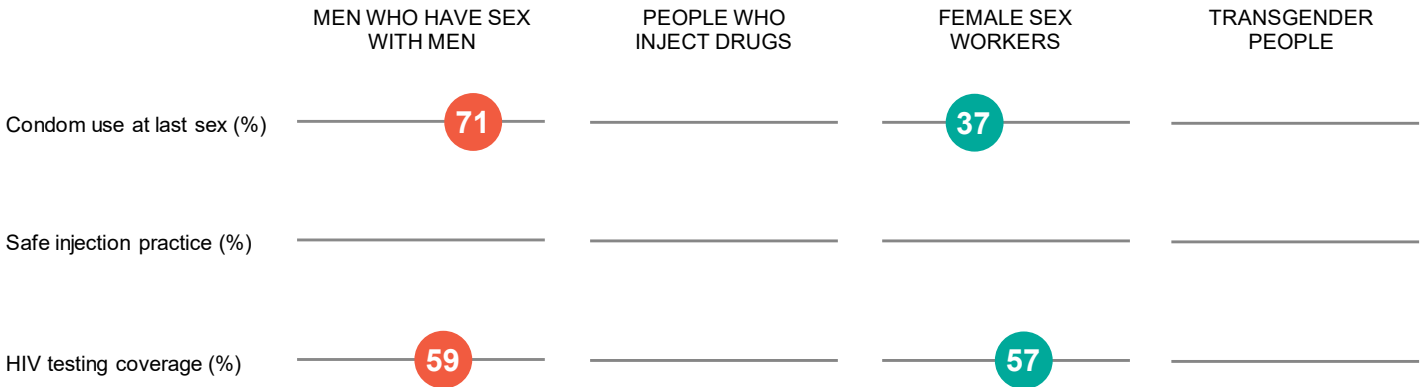 MEN WHO HAVE SEX
WITH MEN
PEOPLE WHO
INJECT DRUGS
FEMALE SEX
WORKERS
TRANSGENDER
PEOPLE
Condom use at last sex (%)
71
37
Safe injection practice (%)
HIV testing coverage (%)
59
57